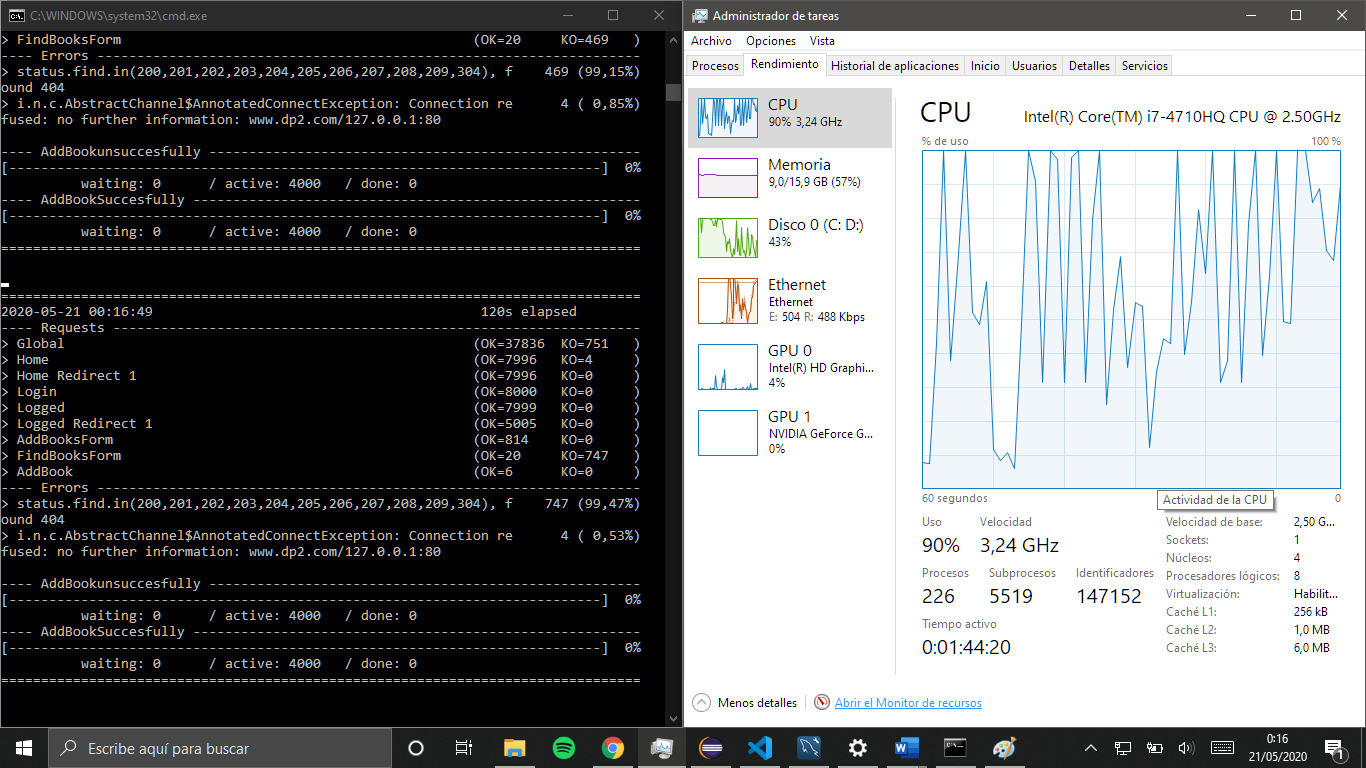 C:\WINDOWS\system32\cmd.exe
> FindBooksForm (OK=20 KO=469 )
---- Errors --------------------------------------------------------------------
> status.find.in(200,201,202,203,204,205,206,207,208,209,304), f 469 (99,15%)
ound 404
> i.n.c.AbstractChannel$AnnotatedConnectException: Connection re 4 ( 0,85%)
fused: no further information: www.dp2.com/127.0.0.1:80
---- AddBookunsuccesfully ------------------------------------------------------
[--------------------------------------------------------------------------] 0%
waiting: 0 / active: 4000 / done: 0
---- AddBookSuccesfully --------------------------------------------------------
[--------------------------------------------------------------------------] 0%
waiting: 0 / active: 4000 / done: 0
================================================================================
================================================================================
2020-05-21 00:16:49 120s elapsed
---- Requests ------------------------------------------------------------------
> Global (OK=37836 KO=751 )
> Home (OK=7996 KO=4 )
> Home Redirect 1 (OK=7996 KO=0 )
> Login (OK=8000 KO=0 )
> Logged (OK=7999 KO=0 )
> Logged Redirect 1 (OK=5005 KO=0 )
> AddBooksForm (OK=814 KO=0 )
> FindBooksForm (OK=20 KO=747 )
> AddBook (OK=6 KO=0 )
---- Errors --------------------------------------------------------------------
> status.find.in(200,201,202,203,204,205,206,207,208,209,304), f 747 (99,47%)
ound 404
> i.n.c.AbstractChannel$AnnotatedConnectException: Connection re 4 ( 0,53%)
fused: no further information: www.dp2.com/127.0.0.1:80
---- AddBookunsuccesfully ------------------------------------------------------
[--------------------------------------------------------------------------] 0%
waiting: 0 / active: 4000 / done: 0
---- AddBookSuccesfully --------------------------------------------------------
[--------------------------------------------------------------------------] 0%
waiting: 0 / active: 4000 / done: 0
================================================================================
Administrador de tareas
Archivo Opciones Vista
Procesos Rendimiento Historial de aplicaciones Inicio Usuarios Detalles Servicios
CPU
90% 3,24 GHz
Memoria
9,0/15,9 GB (57%)
Disco 0 (C: D:)
43%
Ethernet
Ethernet
E: 504 R: 488 Kbps
GPU 0
Intel(R) HD Graphi...
4%
GPU 1
NVIDIA GeForce G...
0%
CPU Intel(R) Core(TM) i7-4710HQ CPU @ 2.50GHz
% de uso 100 %
60 segundos 0
Actividad de la CPU
Uso Velocidad
90% 3,24 GHz
Procesos Subprocesos Identificadores
226 5519 147152
Tiempo activo
0:01:44:20
Velocidad de base: 2,50 G...
Sockets: 1
Núcleos: 4
Procesadores lógicos: 8
Virtualización: Habilit...
Caché L1: 256 kB
Caché L2: 1,0 MB
Caché L3: 6,0 MB
Menos detalles Abrir el Monitor de recursos
Escribe aquí para buscar
0:16
21/05/2020
1